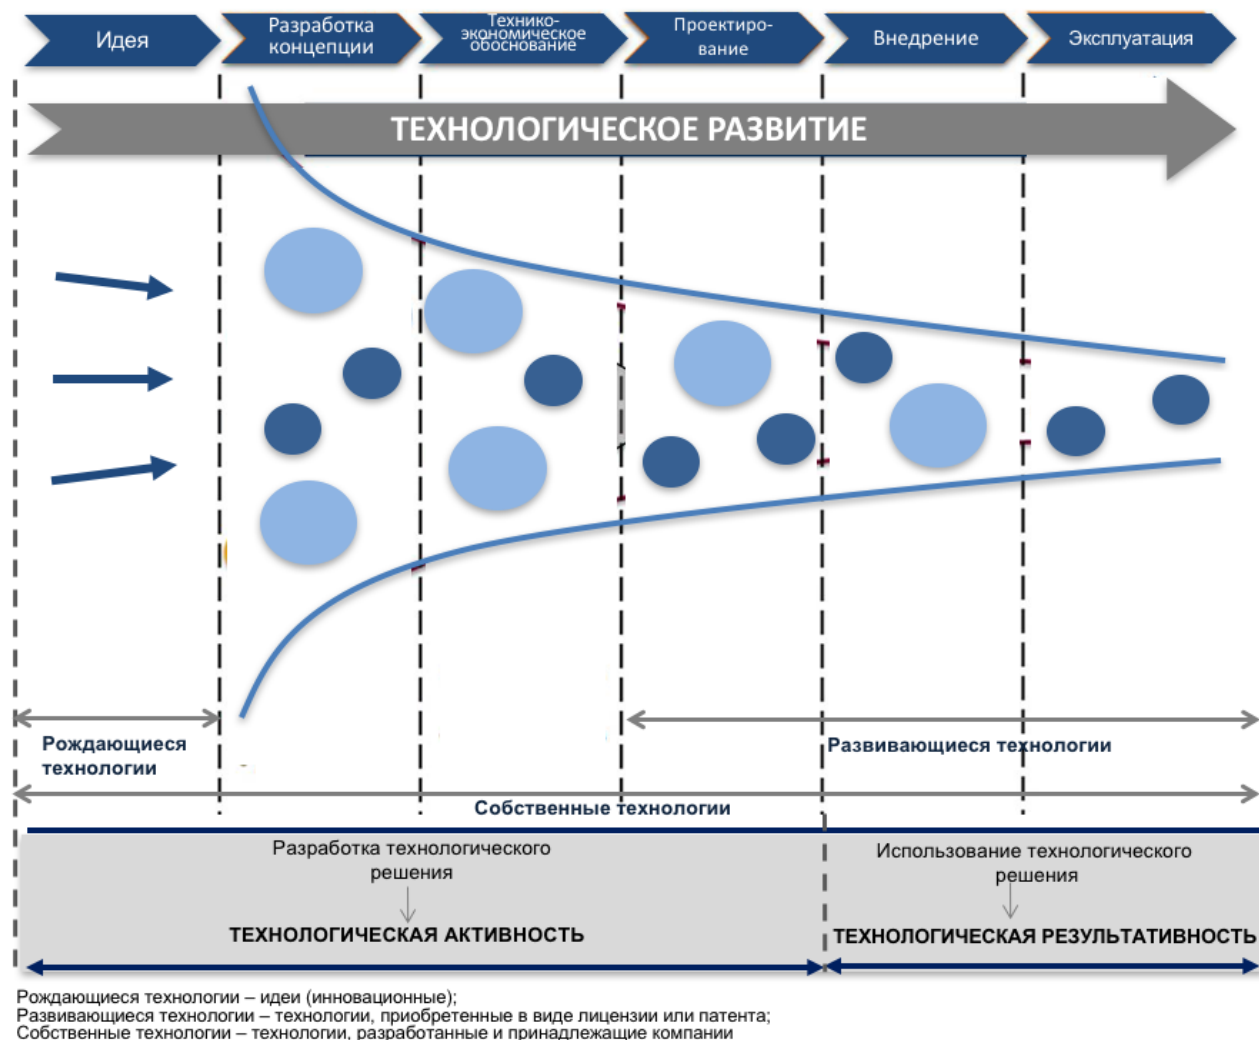 Идея
Разработка
концепции
Технико-
экономическое
обоснование
Проектиро-
вание
Внедрение
Эксплуатация
ТЕХНОЛОГИЧЕСКОЕ РАЗВИТИЕ
Рождающиеся
технологии
Развивающиеся технологии
Собственные технологии
Разработка технологического
решения
ТЕХНОЛОГИЧЕСКАЯ АКТИВНОСТЬ
Использование технологического
решения
ТЕХНОЛОГИЧЕСКАЯ РЕЗУЛЬТАТИВНОСТЬ
Рождающиеся технологии – идеи (инновационные);
Развивающиеся технологии – технологии, приобретенные в виде лицензии или патента;
Собственные технологии – технологии, разработанные и принадлежащие компании